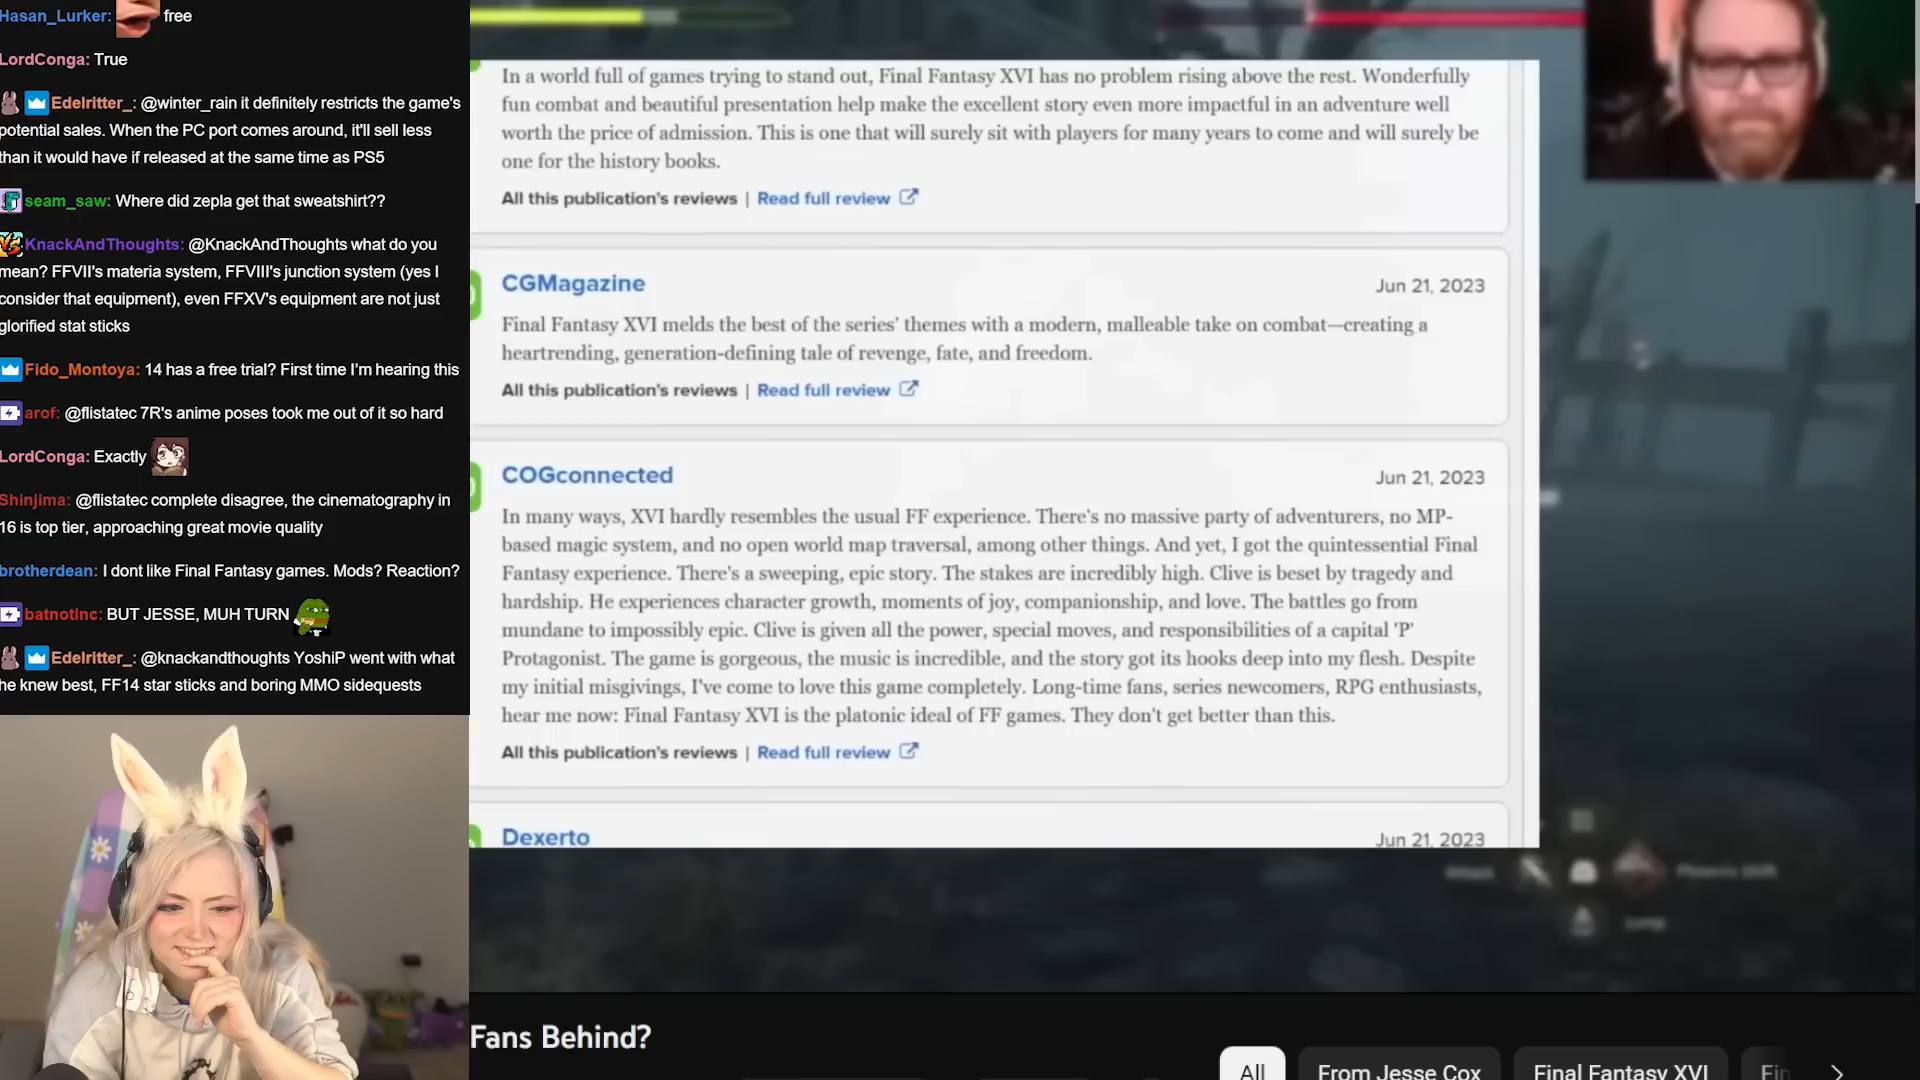 Hasan_Lurker: free
LordConga: True
Edelritter_: @winter_rain it definitely restricts the game's
potential sales. When the PC port comes around, it'll sell less
than it would have if released at the same time as PS5
seam_saw: Where did zepla get that sweatshirt??
KnackAndThoughts: @KnackAndThoughts what do you
mean? FFVII's materia system, FFVIII's junction system (yes I
consider that equipment), even FFXV's equipment are not just
glorified stat sticks
Fido_Montoya: 14 has a free trial? First time I'm hearing this
arof: @flistatec 7R's anime poses took me out of it so hard
LordConga: Exactly
Shinjima: @flistatec complete disagree, the cinematography in
16 is top tier, approaching great movie quality
brotherdean: I dont like Final Fantasy games. Mods? Reaction?
batnotinc: BUT JESSE, MUH TURN
Edelritter_: @knackandthoughts YoshiP went with what
he knew best, FF14 star sticks and boring MMO sidequests
In a world full of games trying to stand out, Final Fantasy XVI has no problem rising above the rest. Wonderfully
fun combat and beautiful presentation help make the excellent story even more impactful in an adventure well
worth the price of admission. This is one that will surely sit with players for many years to come and will surely be
one for the history books.
All this publication's reviews | Read full review
CGMagazine Jun 21, 2023
Final Fantasy XVI melds the best of the series' themes with a modern, malleable take on combat—creating a
heartrending, generation-defining tale of revenge, fate, and freedom.
All this publication's reviews | Read full review
COGconnected Jun 21, 2023
In many ways, XVI hardly resembles the usual FF experience. There's no massive party of adventurers, no MP-
based magic system, and no open world map traversal, among other things. And yet, I got the quintessential Final
Fantasy experience. There's a sweeping, epic story. The stakes are incredibly high. Clive is beset by tragedy and
hardship. He experiences character growth, moments of joy, companionship, and love. The battles go from
mundane to impossibly epic. Clive is given all the power, special moves, and responsibilities of a capital 'P'
Protagonist. The game is gorgeous, the music is incredible, and the story got its hooks deep into my flesh. Despite
my initial misgivings, I've come to love this game completely. Long-time fans, series newcomers, RPG enthusiasts,
hear me now: Final Fantasy XVI is the platonic ideal of FF games. They don't get better than this.
All this publication's reviews | Read full review
Dexerto Jun 21, 2023
Jump
Fans Behind?
All From Jesse Cox Final Fantasy XVI Fin